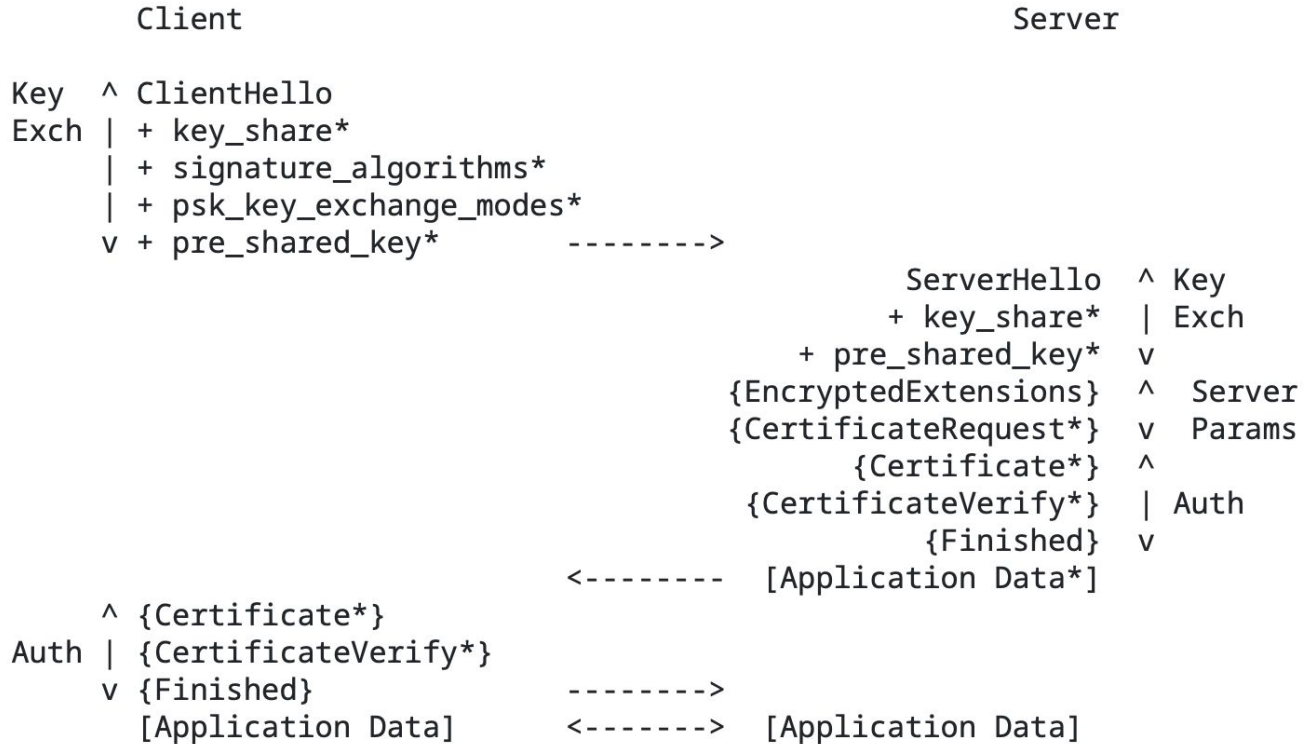 Client                                           Server

Key  ^ ClientHello
Exch | + key_share*
     | + signature_algorithms*
     | + psk_key_exchange_modes*
     v + pre_shared_key*       -------->
                                                  ServerHello  ^ Key
                                                 + key_share*  | Exch
                                            + pre_shared_key*  v
                                        {EncryptedExtensions}  ^  Server
                                        {CertificateRequest*}  v  Params
                                               {Certificate*}  ^
                                         {CertificateVerify*}  | Auth
                                                   {Finished}  v
                               <--------  [Application Data*]
     ^ {Certificate*}
Auth | {CertificateVerify*}
     v {Finished}              -------->
       [Application Data]      <------->  [Application Data]